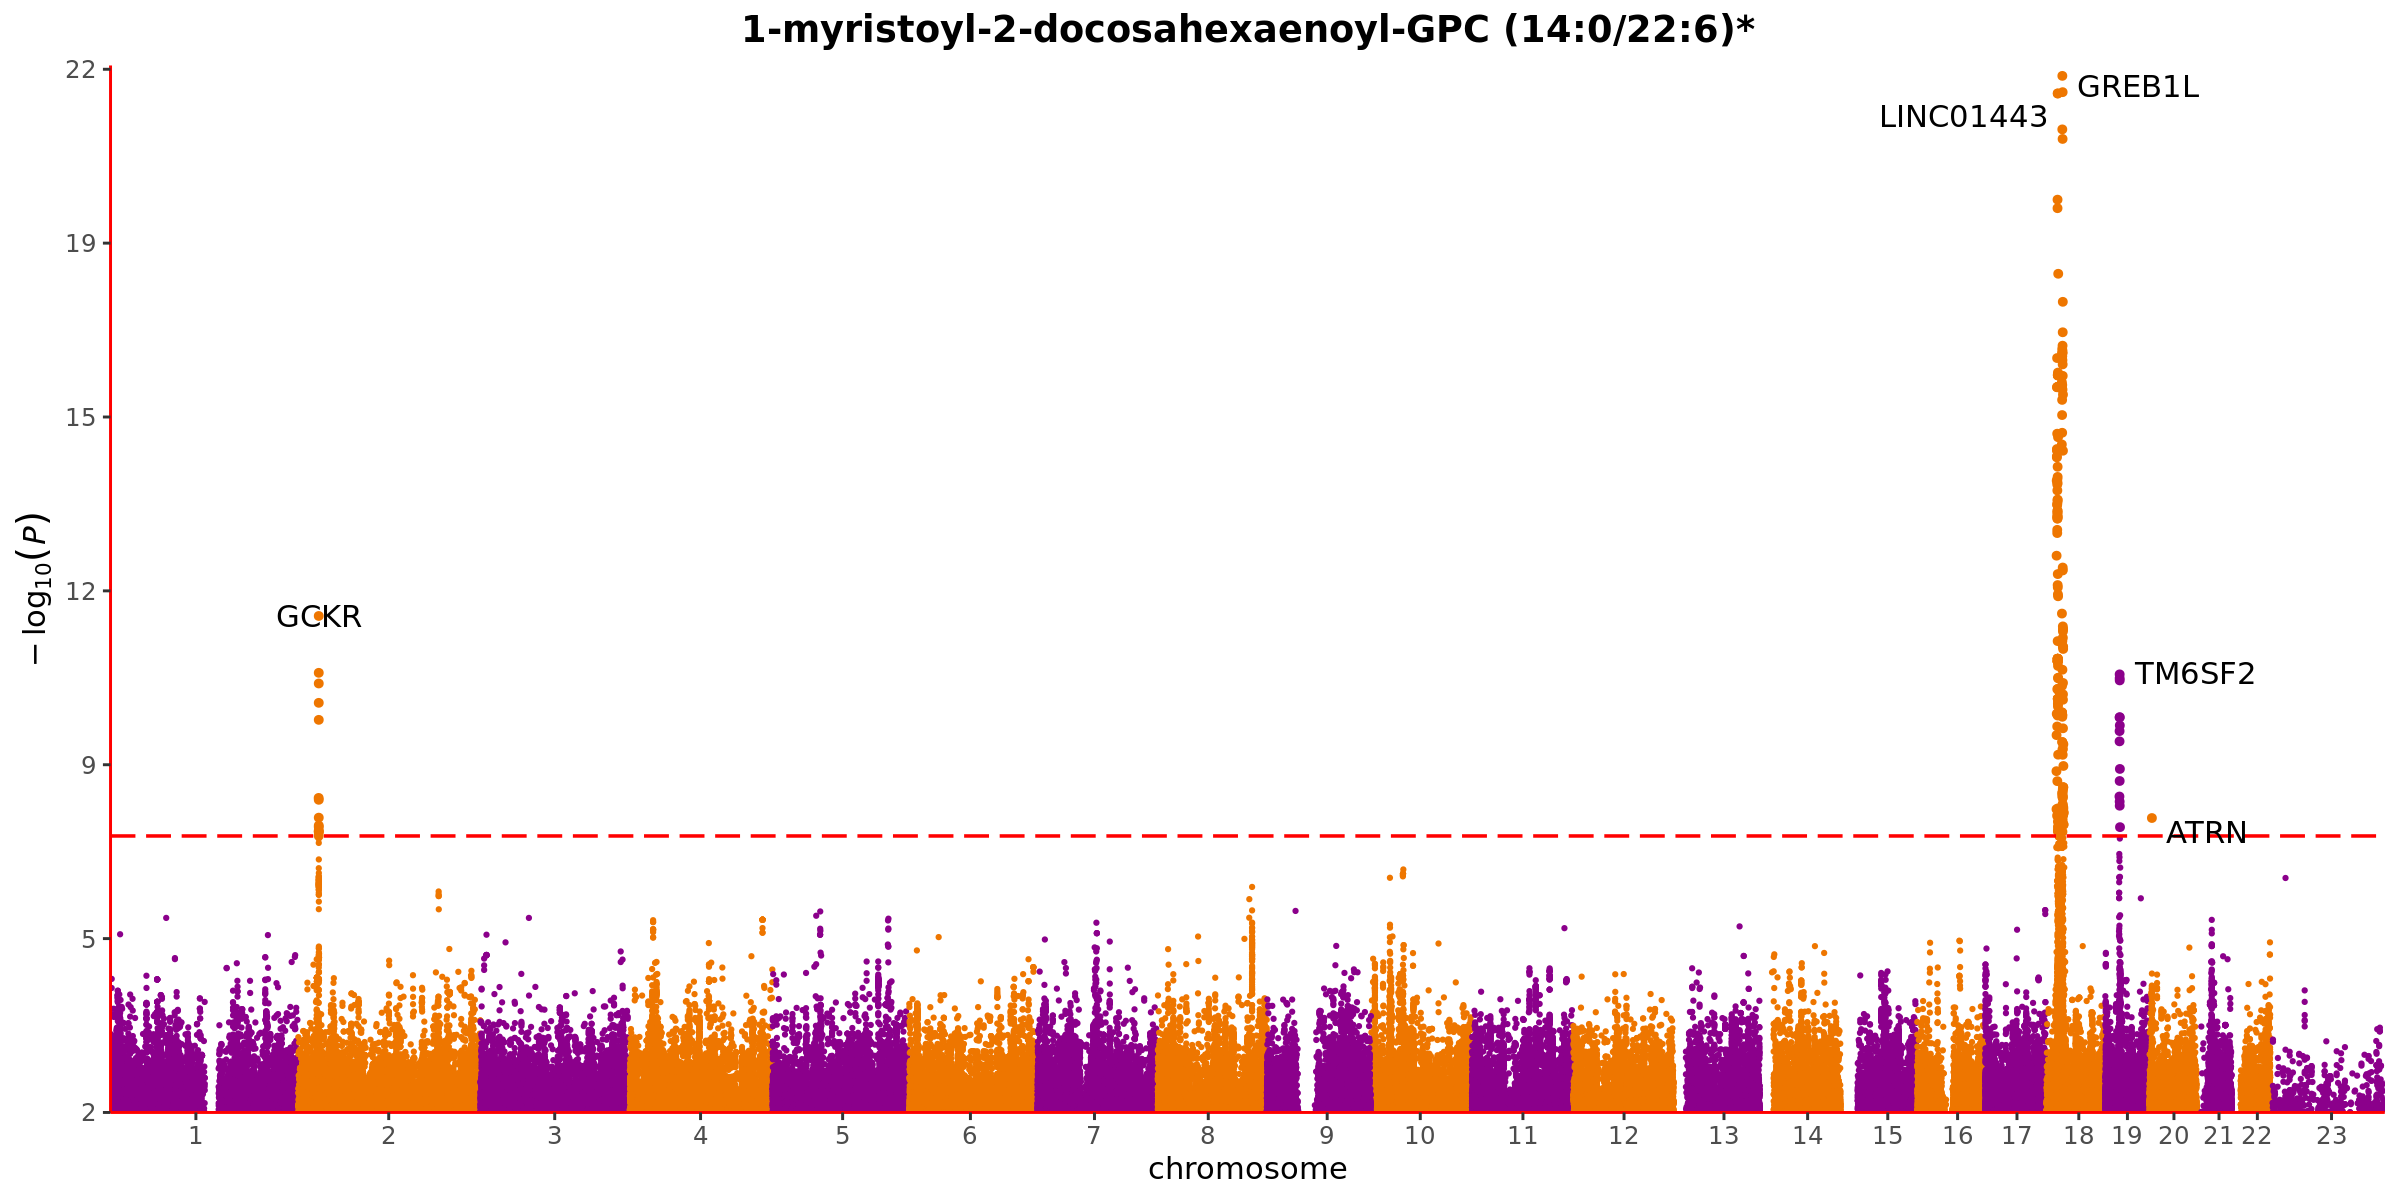 1-myristoyl-2-docosahexaenoyl-GPC (14:0/22:6)*
22
GREB1L
LINC01443
19
15
12
GCKR
TM6SF2
9
ATRN
5
2
− log10(P)
1 2 3 4 5 6 7 8 9 10 11 12 13 14 15 16 17 18 19 20 21 22 23
chromosome